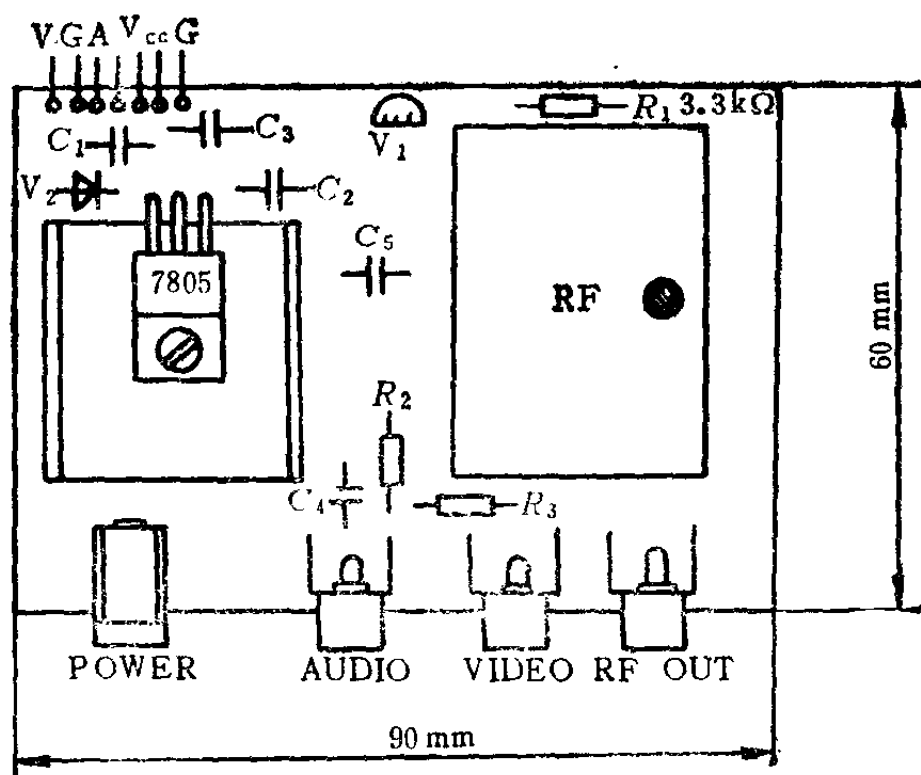 V G A Vcc G
R1 3.3kΩ
C1
C3
V1
V2
C2
7805
C5
RF
60 mm
R2
C4
R3
POWER
AUDIO
VIDEO
RF OUT
90 mm